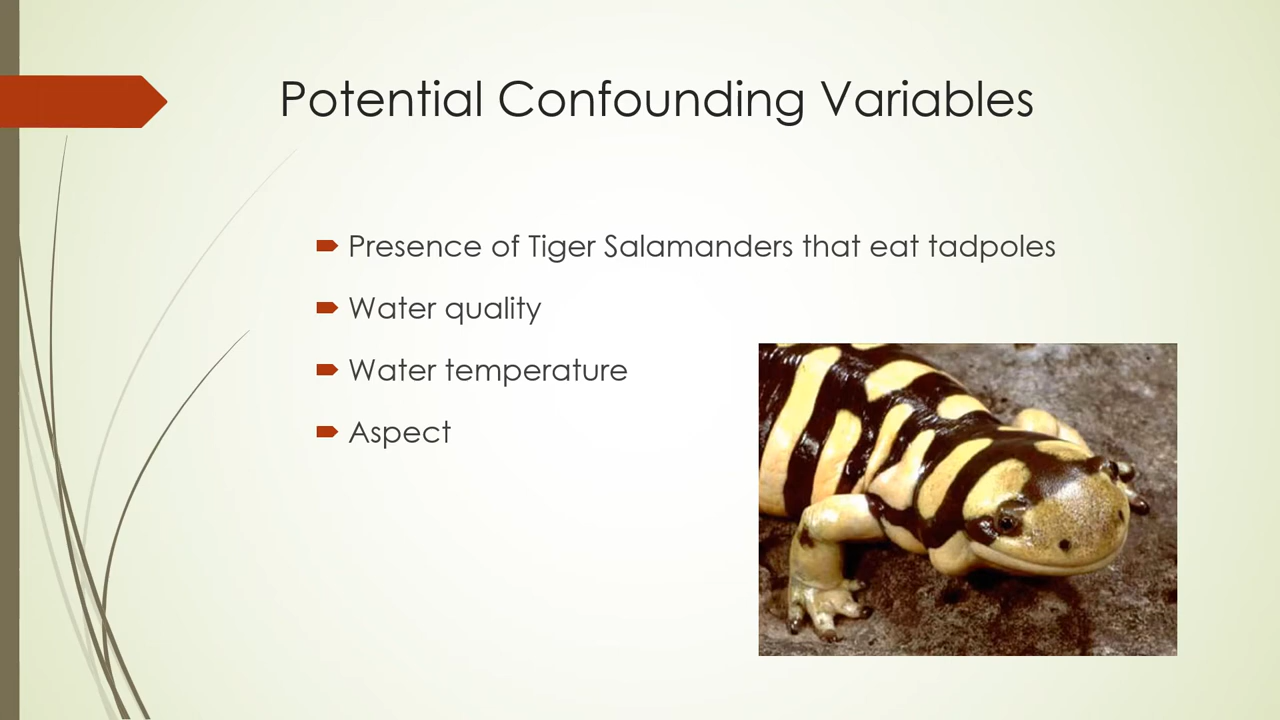 Potential Confounding Variables
Presence of Tiger Salamanders that eat tadpoles
Water quality
Water temperature
Aspect